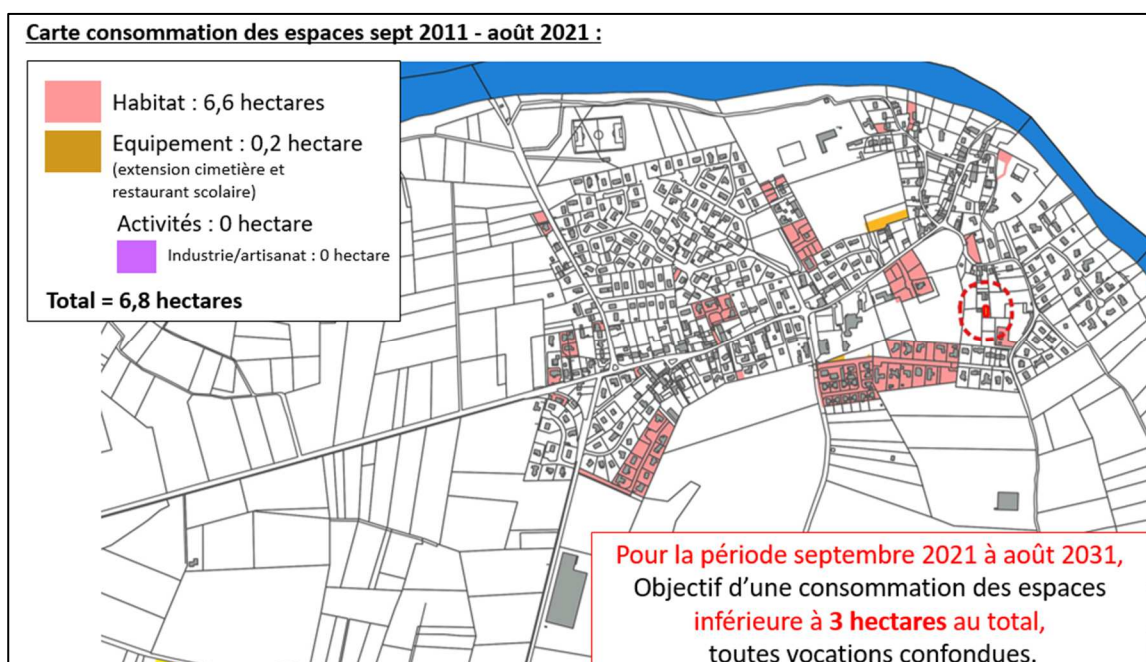 Carte consommation des espaces sept 2011 - août 2021 :
Habitat : 6,6 hectares
Equipement : 0,2 hectare
(extension cimetière et
restaurant scolaire)
Activités : 0 hectare
Industrie/artisanat : 0 hectare
Total = 6,8 hectares
Pour la période septembre 2021 à août 2031,
Objectif d'une consommation des espaces
inférieure à 3 hectares au total,
toutes vocations confondues.